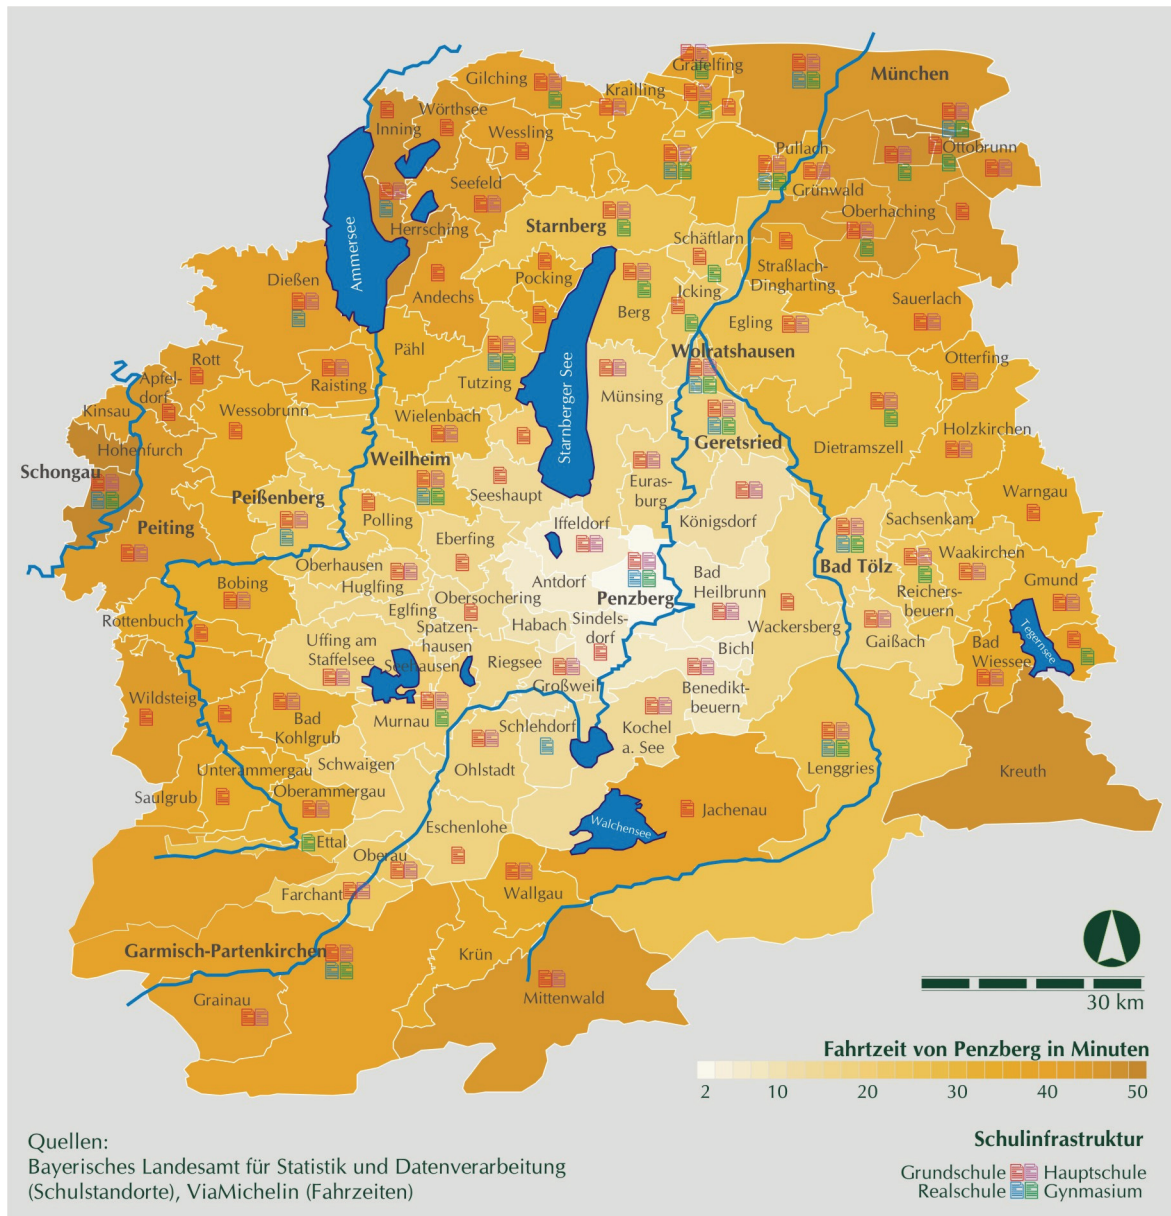 Gräfelfing
Gilching
Krailling
München
Wörthsee
Inning
Wessling
Pullach
Ottobrunn
Grünwald
Seefeld
Oberhaching
Herrsching
Starnberg
Schäftlarn
Ammersee
Straßlach-
Dingharting
Pocking
Dießen
Andechs
Icking
Sauerlach
Berg
Egling
Pähl
Wolratshausen
Rott
Tutzing
Otterfing
Apfel-
dorf
Raisting
Münsing
Starnberger See
Kinsau
Wessobrunn
Wielenbach
Holzkirchen
Hohenfurch
Geretsried
Dietramszell
Weilheim
Schongau
Seeshaupt
Euras-
burg
Peißenberg
Warngau
Polling
Königsdorf
Sachsenkam
Peiting
Iffeldorf
Eberfing
Waakirchen
Oberhausen
Bad Tölz
Huglfing
Antdorf
Bad
Heilbrunn
Gmund
Bobing
Reichers-
beuern
Penzberg
Obersochering
Eglfing
Habach
Sindels-
dorf
Wackersberg
Rottenbuch
Spatzen-
hausen
Gaißach
Tegernsee
Uffing am
Staffelsee
Bad
Wiessee
Bichl
Seehausen
Riegsee
Großweil
Benedikt-
beuern
Wildsteig
Murnau
Schlehdorf
Kochel
a. See
Bad
Kohlgrub
Schwaigen
Ohlstadt
Lenggries
Kreuth
Unterammergau
Saulgrub
Oberammergau
Jachenau
Eschenlohe
Walchensee
Ettal
Oberau
Farchant
Wallgau
Garmisch-Partenkirchen
Krün
Mittenwald
Grainau
30 km
Fahrtzeit von Penzberg in Minuten
2 10 20 30 40 50
Quellen:
Bayerisches Landesamt für Statistik und Datenverarbeitung
(Schulstandorte), ViaMichelin (Fahrzeiten)
Schulinfrastruktur
Grundschule Hauptschule
Realschule Gynmasium